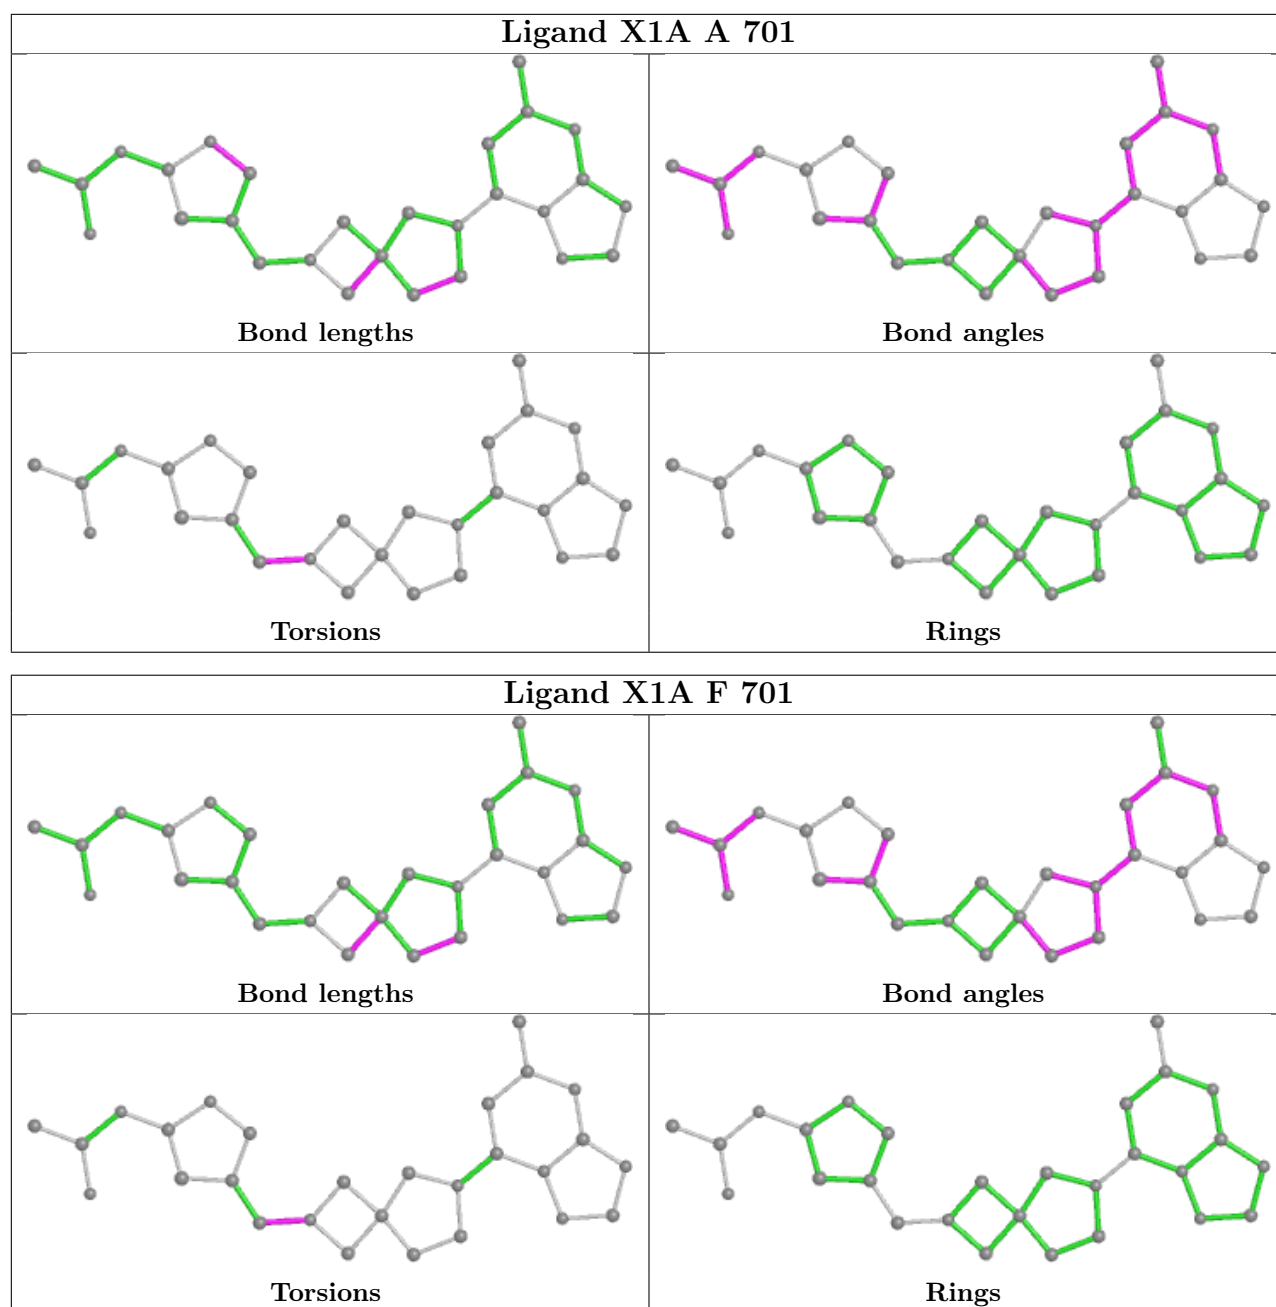 Ligand X1A A 701
Bond lengths
Bond angles
Torsions
Rings
Ligand X1A F 701
Bond lengths
Bond angles
Torsions
Rings